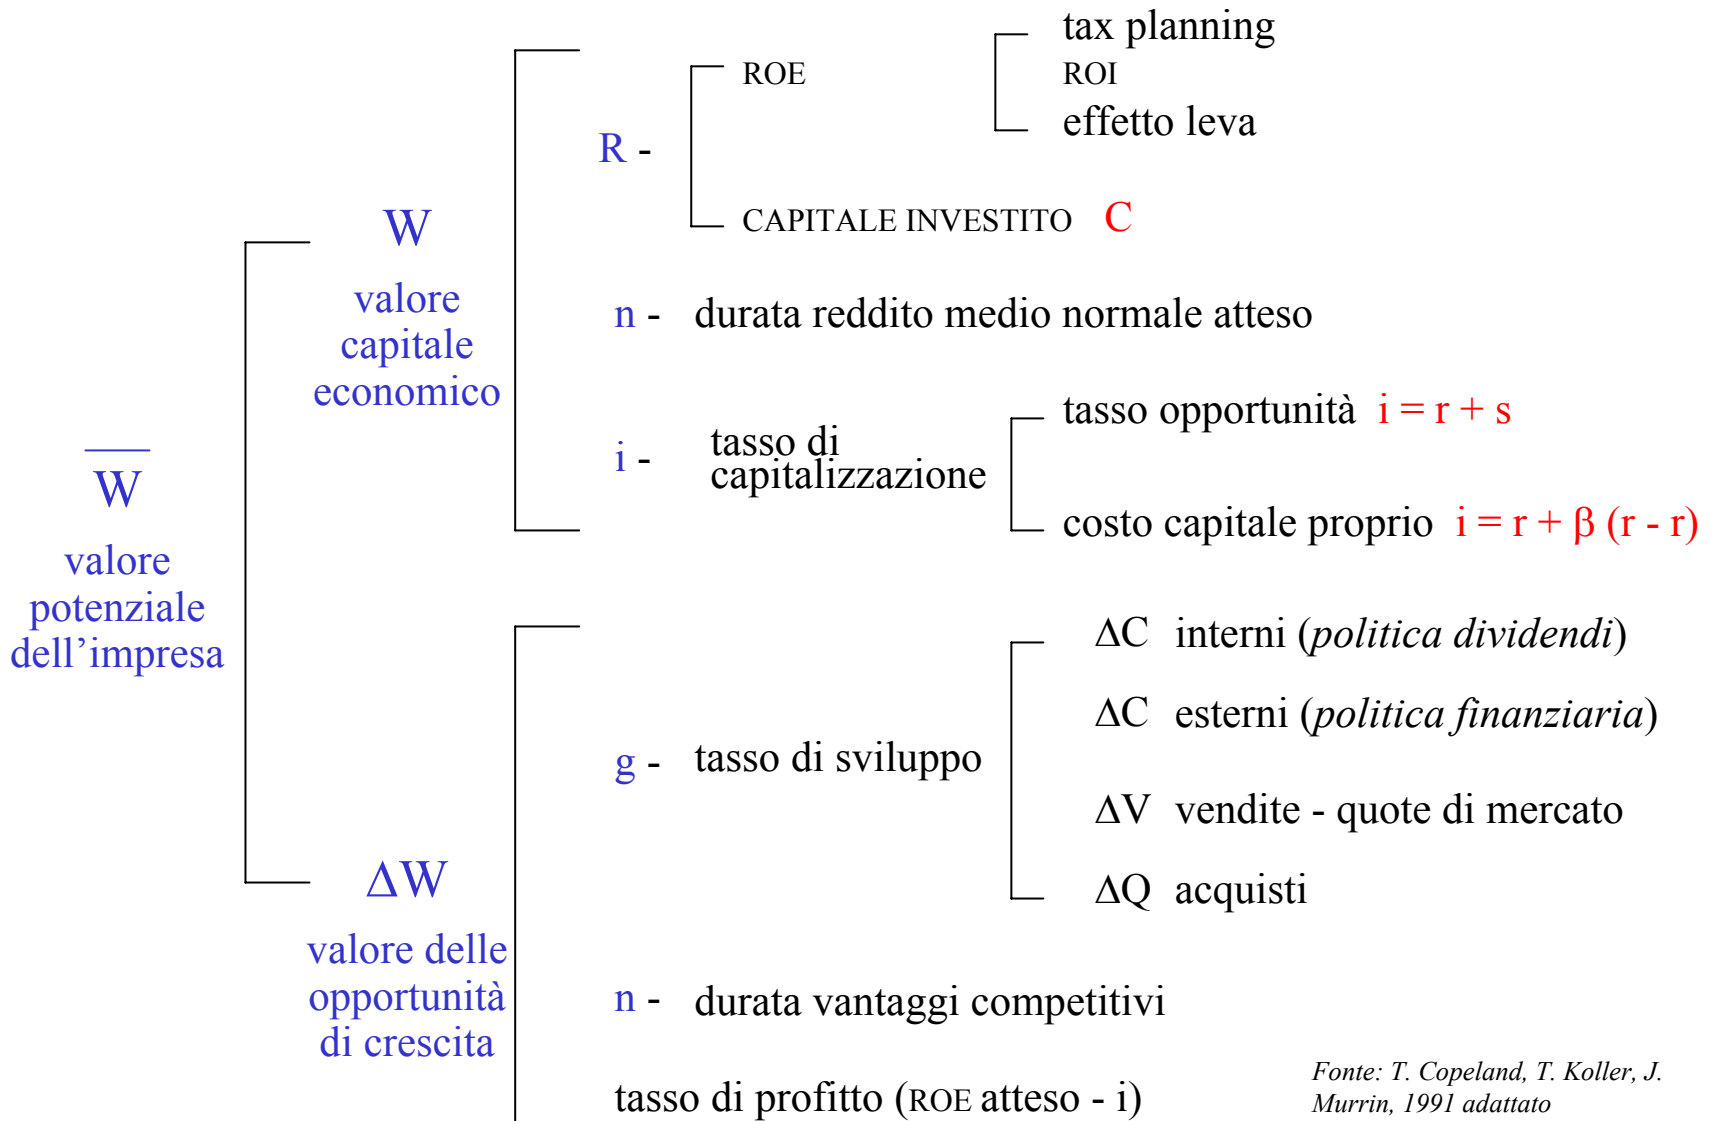 W
valore
potenziale
dell’impresa
W
valore
capitale
economico
R -
ROE
tax planning
ROI
effetto leva
CAPITALE INVESTITO C
n - durata reddito medio normale atteso
i - tasso di
capitalizzazione
tasso opportunità i = r + s
costo capitale proprio i = r + β (r - r)
ΔW
valore delle
opportunità
di crescita
g - tasso di sviluppo
ΔC interni (politica dividendi)
ΔC esterni (politica finanziaria)
ΔV vendite - quote di mercato
ΔQ acquisti
n - durata vantaggi competitivi
tasso di profitto (ROE atteso - i)
Fonte: T. Copeland, T. Koller, J.
Murrin, 1991 adattato